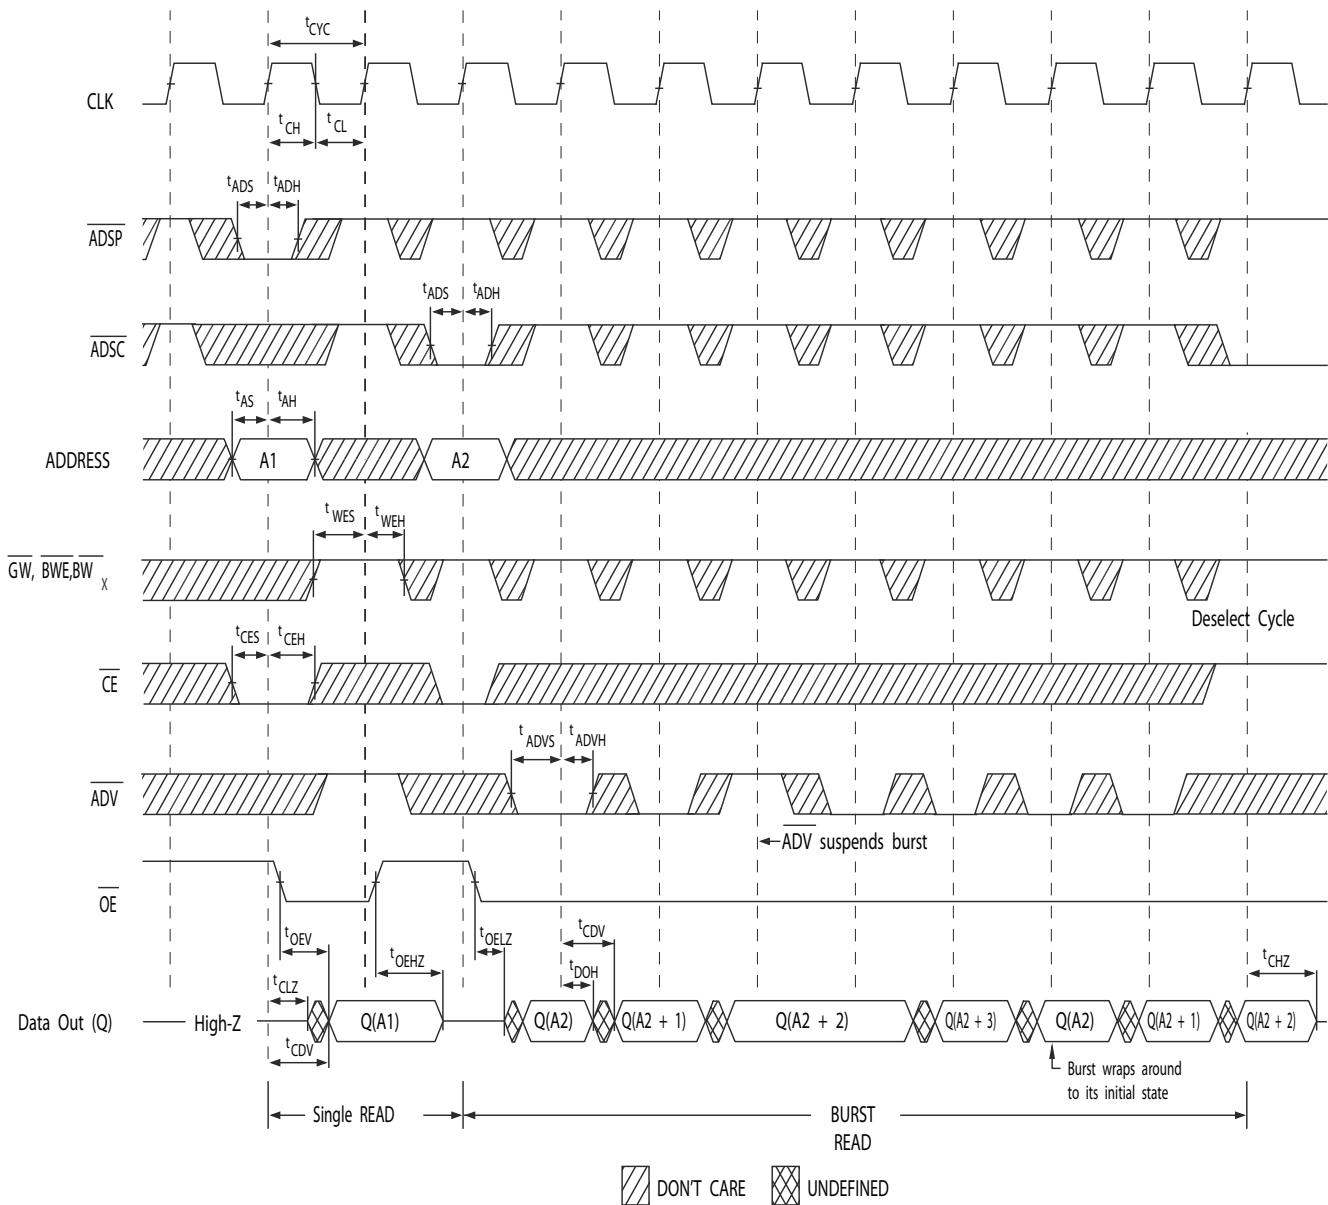 tCYC
CLK
tCH
tCL
tADS
tADH
ADSP
tADS
tADH
ADSC
tAS
tAH
ADDRESS
A1
A2
tWES
tWEH
GW, BWE,BW X
Deselect Cycle
tCES
tCEH
CE
tADVS
tADVH
ADV
ADV suspends burst
OE
tOEV
tOEHZ
tOELZ
tCDV
tCHZ
tCLZ
tDOH
Data Out (Q)
High-Z
Q(A1)
Q(A2)
Q(A2 + 1)
Q(A2 + 2)
Q(A2 + 3)
Q(A2)
Q(A2 + 1)
Q(A2 + 2)
tCDV
Burst wraps around
to its initial state
Single READ
BURST
READ
DON'T CARE
UNDEFINED